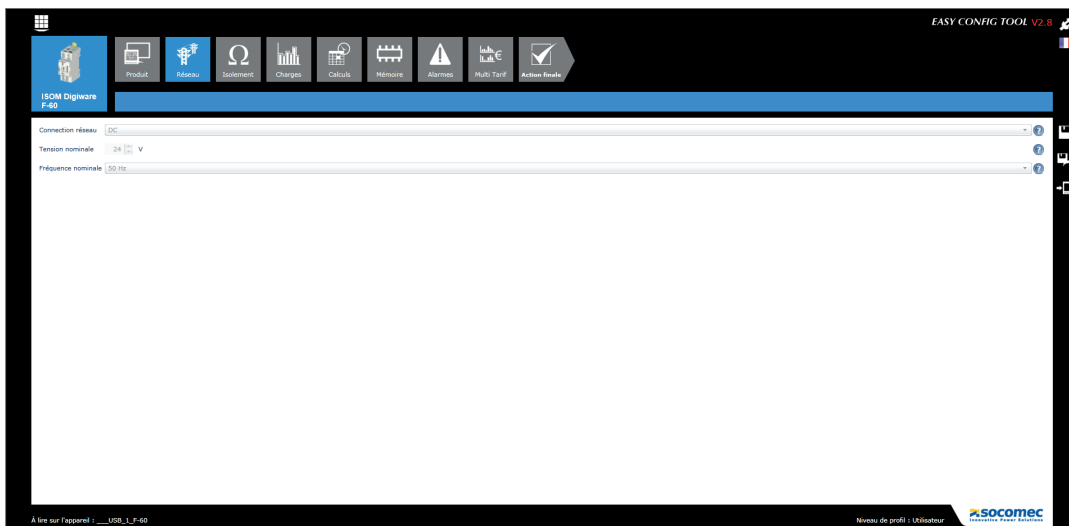 EASY CONFIG TOOL V2.8
Produit
Réseau
Isolement
Charges
Calculs
Mémoire
Alarmes
Multi Tarif
Action finale
ISOM Digiware
F-60
Connection réseau DC
Tension nominale 24 V
Fréquence nominale 50 Hz
À lire sur l'appareil : ___USB_1_F-60
Niveau de profil : Utilisateur
socomec
Innovative Power Solutions